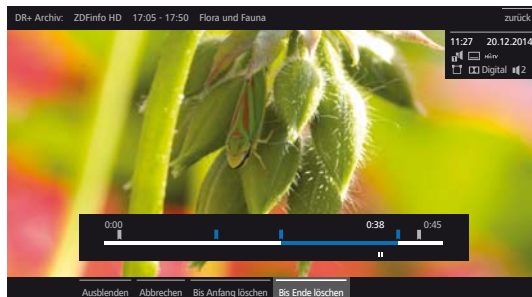 DR+ Archiv: ZDFinfo HD 17:05 - 17:50 Flora und Fauna zurück
11:27 20.12.2014
Digital 2
0:00 0:38 0:45
Ausblenden Abbrechen Bis Anfang löschen Bis Ende löschen